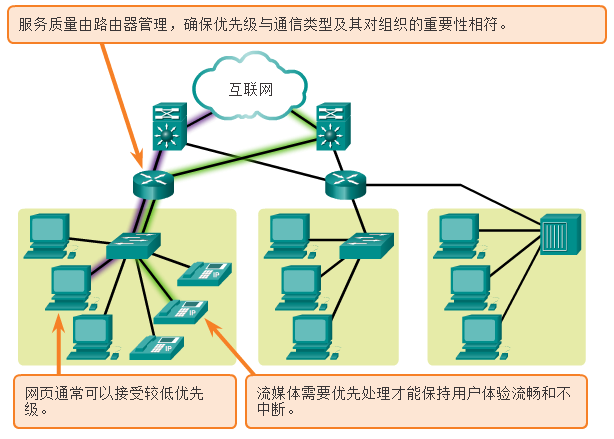 服务质量由路由器管理，确保优先级与通信类型及其对组织的重要性相符。
互联网
IP
IP
IP
网页通常可以接受较低优先
级。
流媒体需要优先处理才能保持用户体验流畅和不
中断。